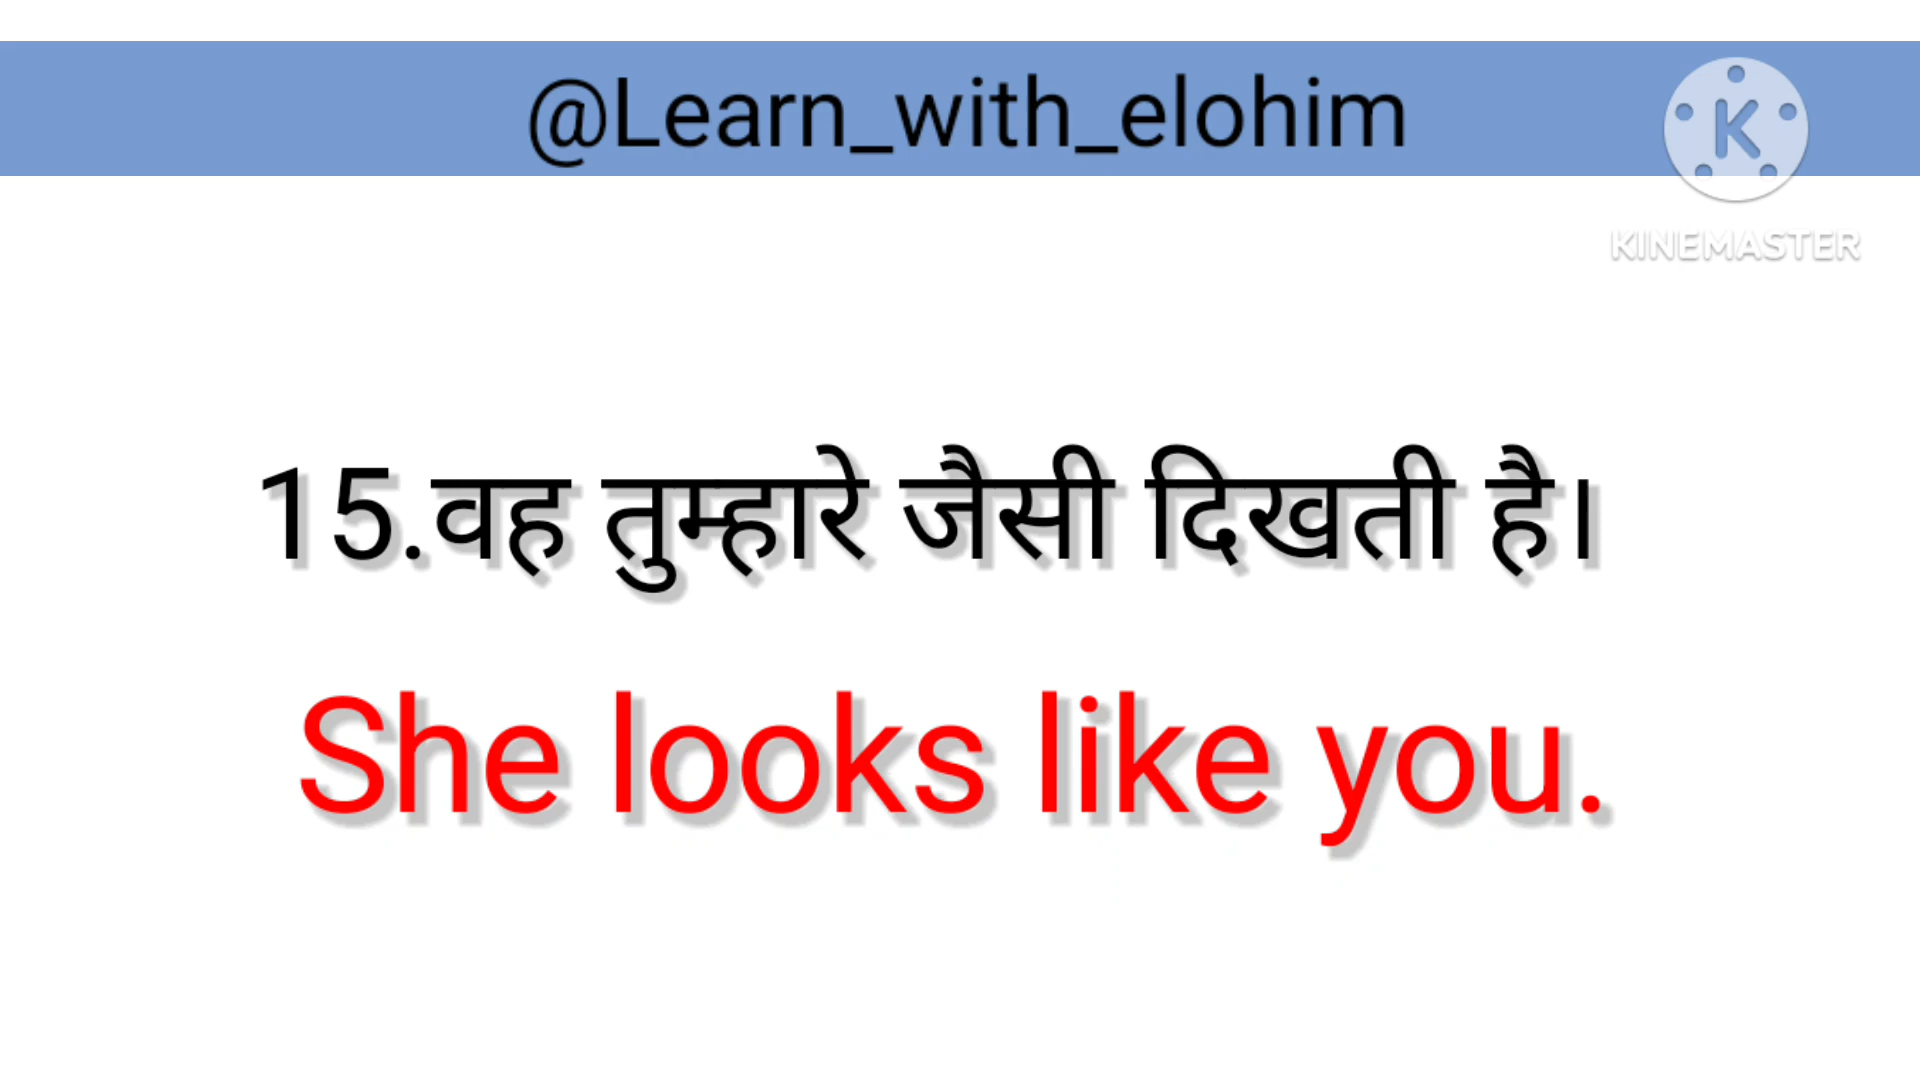 @Learn_with_elohim
K
KINEMASTER
15.वह तुम्हारे जैसी दिखती है।
She looks like you.